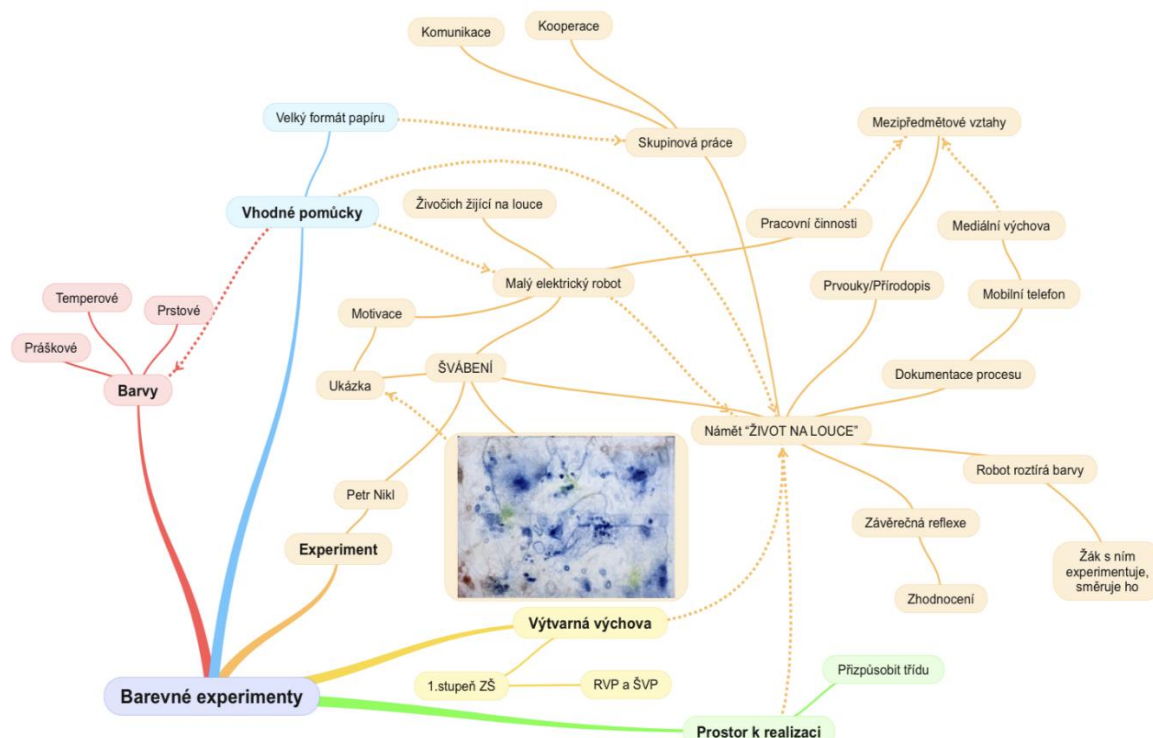 Kooperace
Komunikace
Velký formát papíru
Mezipředmětové vztahy
Skupinová práce
Vhodné pomůcky
Živočich žijící na louce
Pracovní činnosti
Mediální výchova
Malý elektrický robot
Prvouky/Přírodopis
Mobilní telefon
Temperové
Prstové
Motivace
Práškové
Barvy
Ukázka
ŠVÁBENÍ
Dokumentace procesu
Námět “ŽIVOT NA LOUCE”
Robot roztírá barvy
Petr Nikl
Závěrečná reflexe
Experiment
Žák s ním
experimentuje,
směruje ho
Zhodnocení
Výtvarná výchova
1.stupeň ZŠ
RVP a ŠVP
Přizpůsobit třídu
Barevné experimenty
Prostor k realizaci